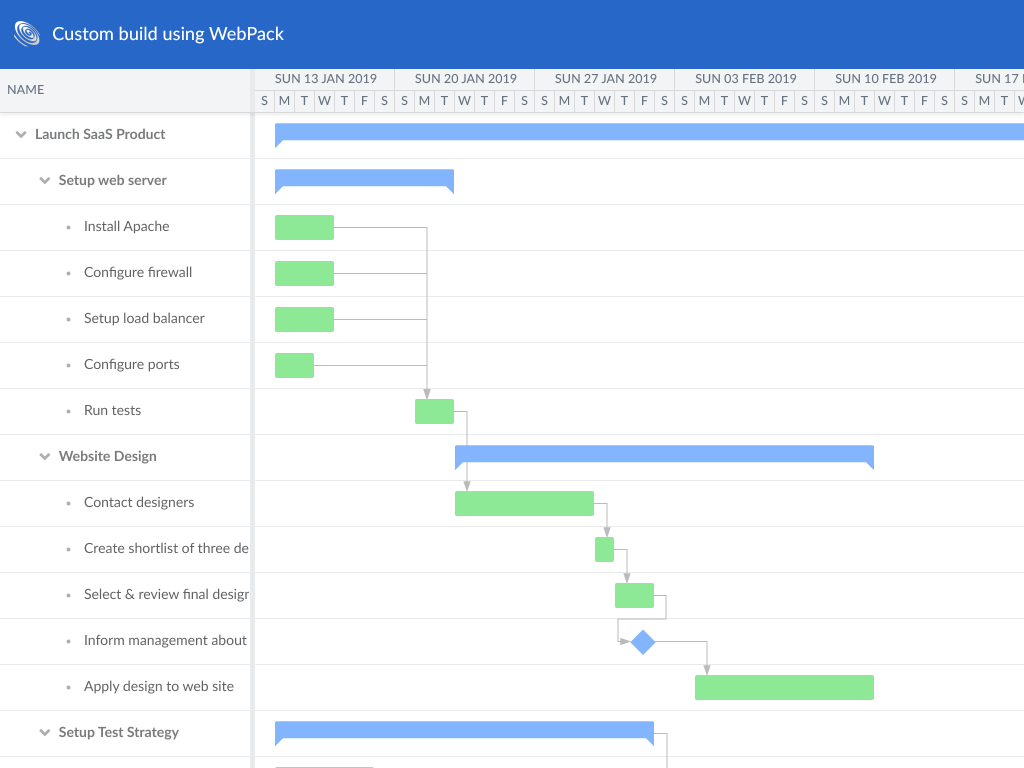 Custom build using WebPack
NAME
SUN 13 JAN 2019 SUN 20 JAN 2019 SUN 27 JAN 2019 SUN 03 FEB 2019 SUN 10 FEB 2019 SUN 17
S M T W T F S S M T W T F S S M T W T F S S M T W T F S S M T W T F S S M T W
Launch SaaS Product
Setup web server
Install Apache
Configure firewall
Setup load balancer
Configure ports
Run tests
Website Design
Contact designers
Create shortlist of three de
Select & review final design
Inform management about
Apply design to web site
Setup Test Strategy